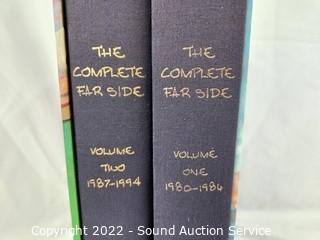 THE
COMPLETE
FAR SIDE
VOLUME
TWO
1987-1994
THE
COMPLETE
FAR SIDE
VOLUME
ONE
1980-1986
Copyright 2022 - Sound Auction Service